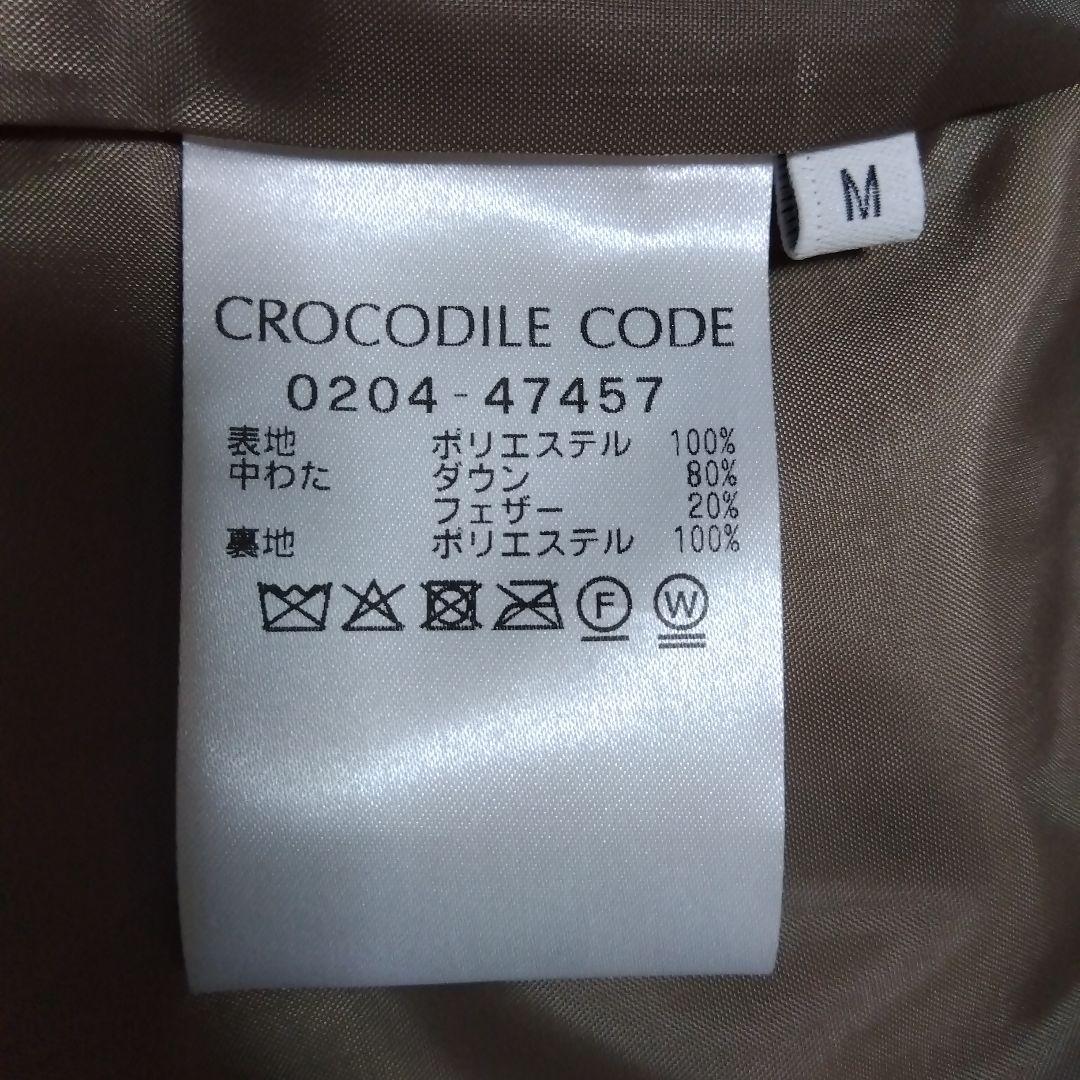 M
CROCODILE CODE
0204-47457
表地 ポリエステル 100%
中わた ダウン 80%
フェザー 20%
裏地 ポリエステル 100%
F W